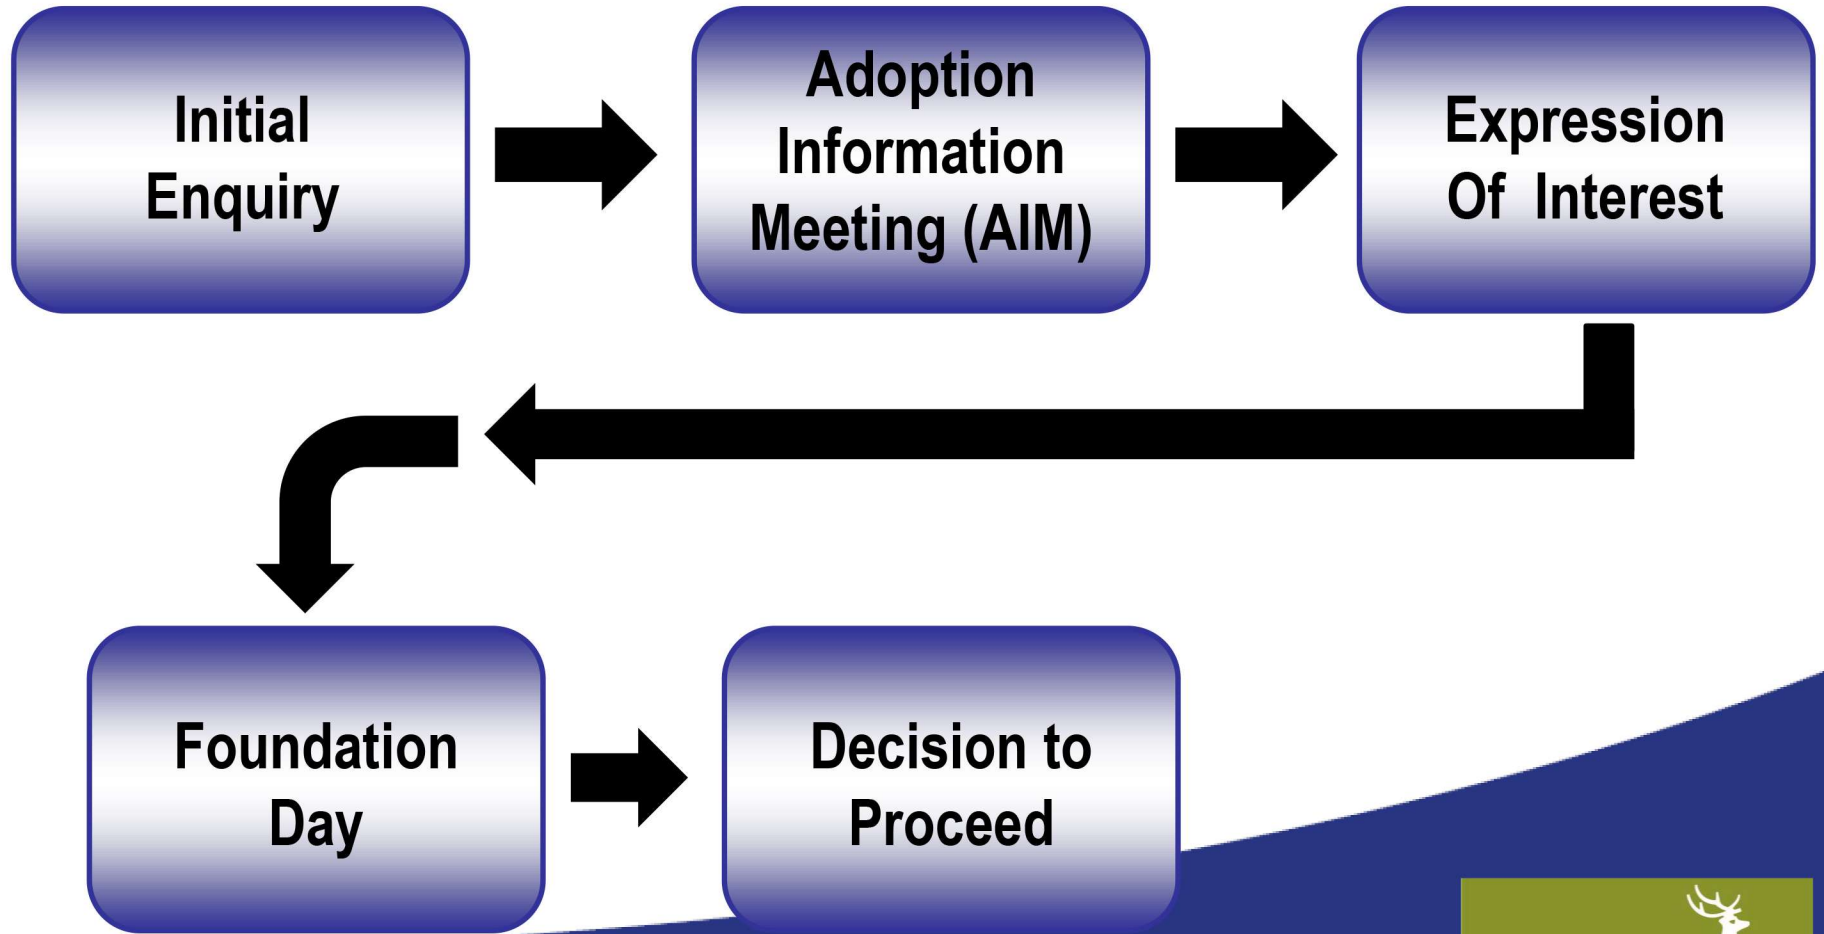 Initial
Enquiry
Adoption
Information
Meeting (AIM)
Expression
Of Interest
Foundation
Day
Decision to
Proceed